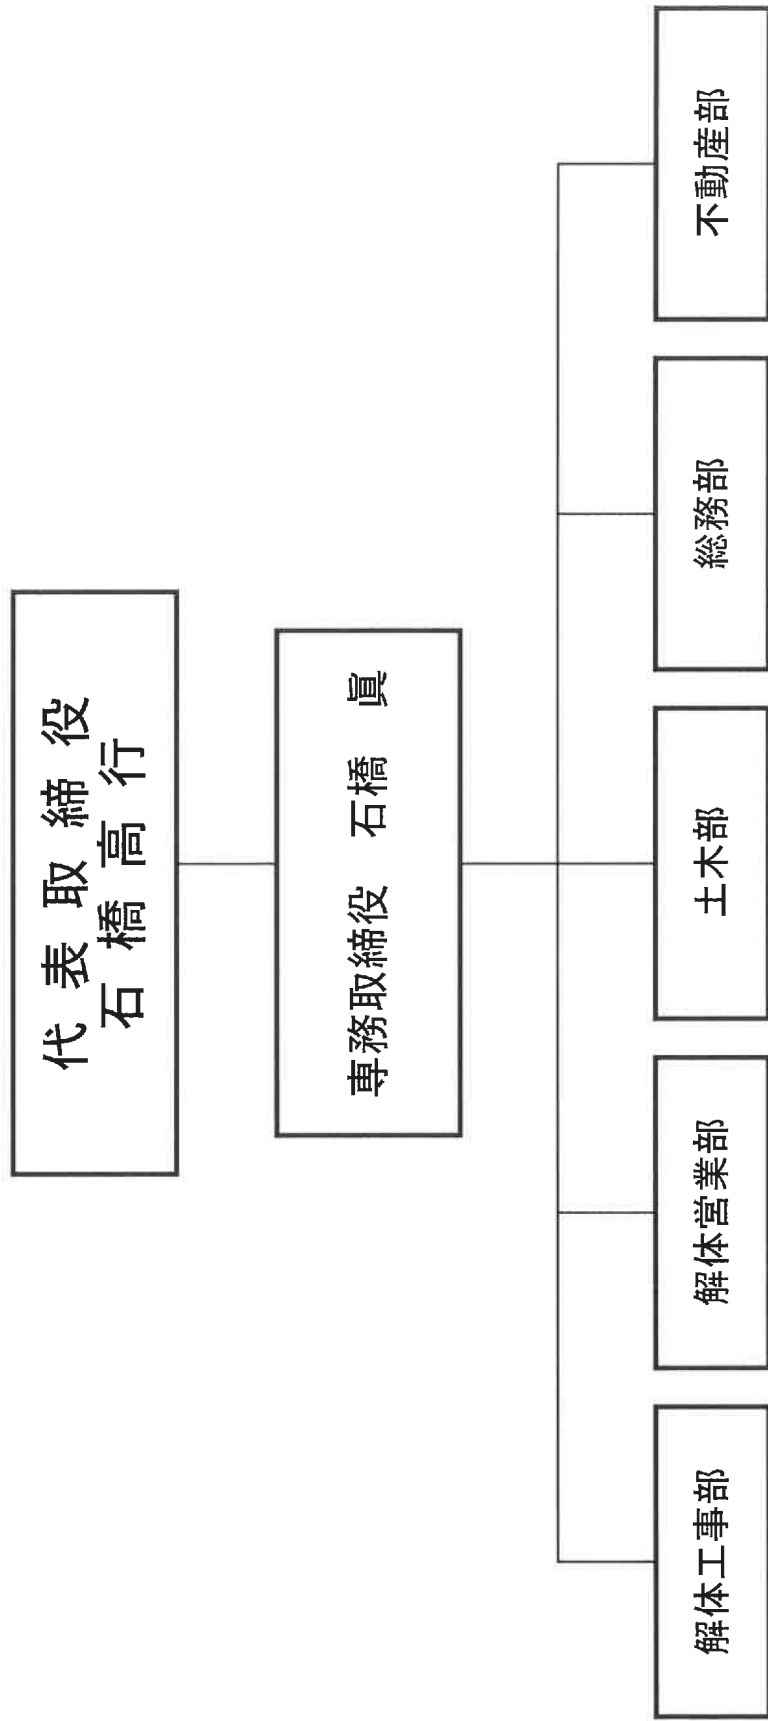 代表取締役
石橋高行
専務取締役　石橋　眞
解体工事部
解体営業部
土木部
総務部
不動産部